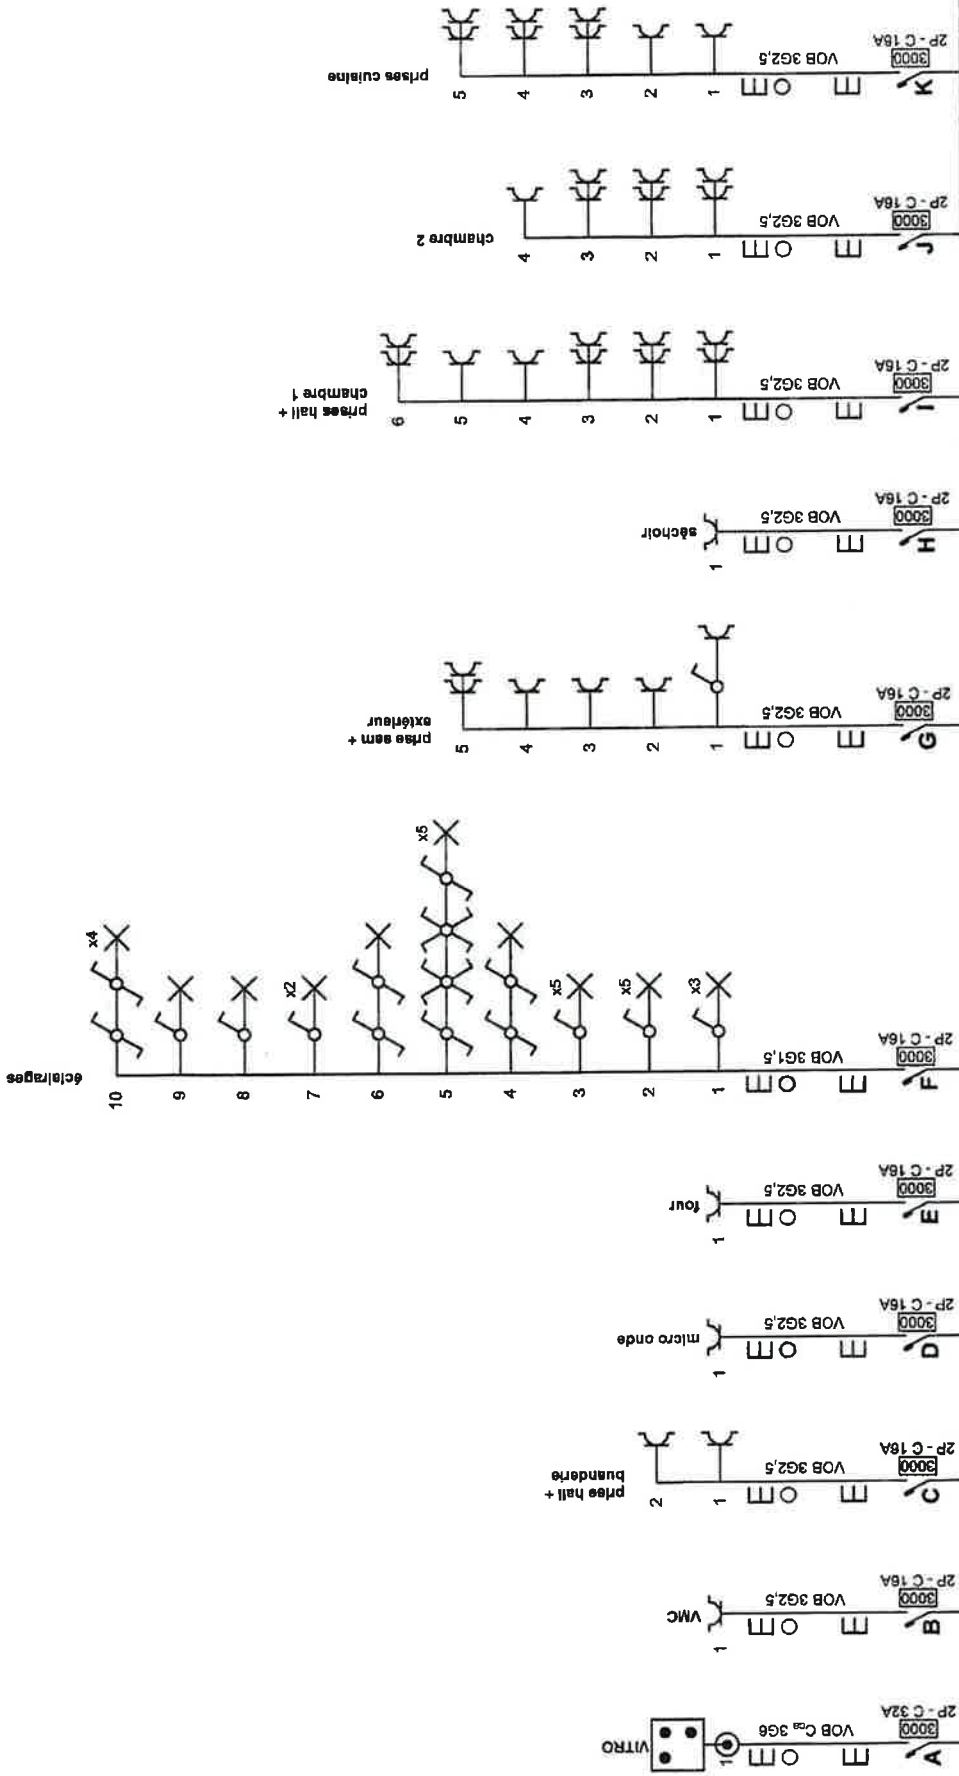 prises cuisine
5
4
3
2
1
VOB 3G2,5
3000
2P - C 16A
K
chambre 2
4
3
2
1
VOB 3G2,5
3000
2P - C 16A
J
prises hall +
chambre 1
6
5
4
3
2
1
VOB 3G2,5
3000
2P - C 16A
I
séchoir
1
VOB 3G2,5
3000
2P - C 16A
H
prise sam +
extérieur
5
4
3
2
1
VOB 3G2,5
3000
2P - C 16A
G
éclairages
10
x4
9
8
7
x2
6
5
x5
4
3
x5
2
x5
1
x3
VOB 3G1,5
3000
2P - C 16A
F
four
1
VOB 3G2,5
3000
2P - C 16A
E
micro onde
1
VOB 3G2,5
3000
2P - C 16A
D
prise hall +
buanderie
2
1
VOB 3G2,5
3000
2P - C 16A
C
VMC
1
VOB 3G2,5
3000
2P - C 16A
B
VITRO
1
VOB Cca 3G6
3000
2P - C 32A
A